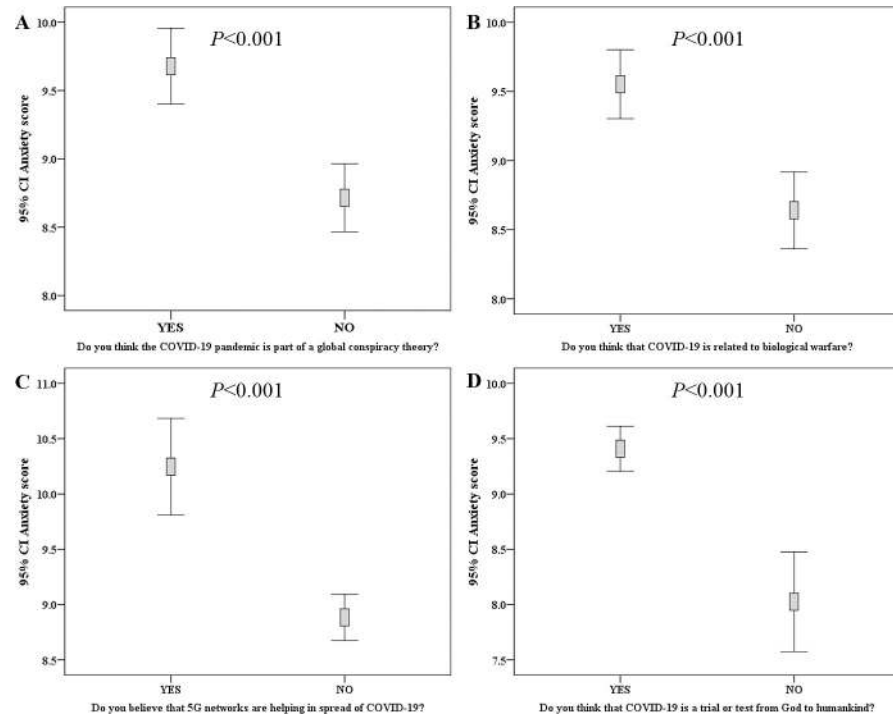 A
P<0.001
95% CI Anxiety score
10.0
9.5
9.0
8.5
8.0
YES
NO
Do you think the COVID-19 pandemic is part of a global conspiracy theory?
B
P<0.001
95% CI Anxiety score
10.0
9.5
9.0
8.5
8.0
YES
NO
Do you think that COVID-19 is related to biological warfare?
C
P<0.001
95% CI Anxiety score
11.0
10.5
10.0
9.5
9.0
8.5
YES
NO
Do you believe that 5G networks are helping in spread of COVID-19?
D
P<0.001
95% CI Anxiety score
10.0
9.5
9.0
8.5
8.0
7.5
YES
NO
Do you think that COVID-19 is a trial or test from God to humankind?